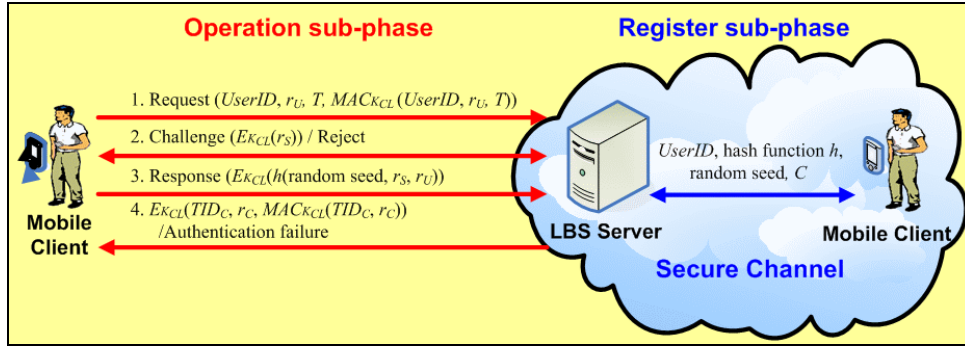 Operation sub-phase
Register sub-phase
1. Request (UserID, rU, T, MACKCL(UserID, rU, T))
2. Challenge (EKCL(rS)) / Reject
3. Response (EKCL(h(random seed, rS, rU))
4. EKCL(TIDC, rC, MACKCL(TIDC, rC))
/Authentication failure
Mobile
Client
UserID, hash function h,
random seed, C
LBS Server
Mobile Client
Secure Channel